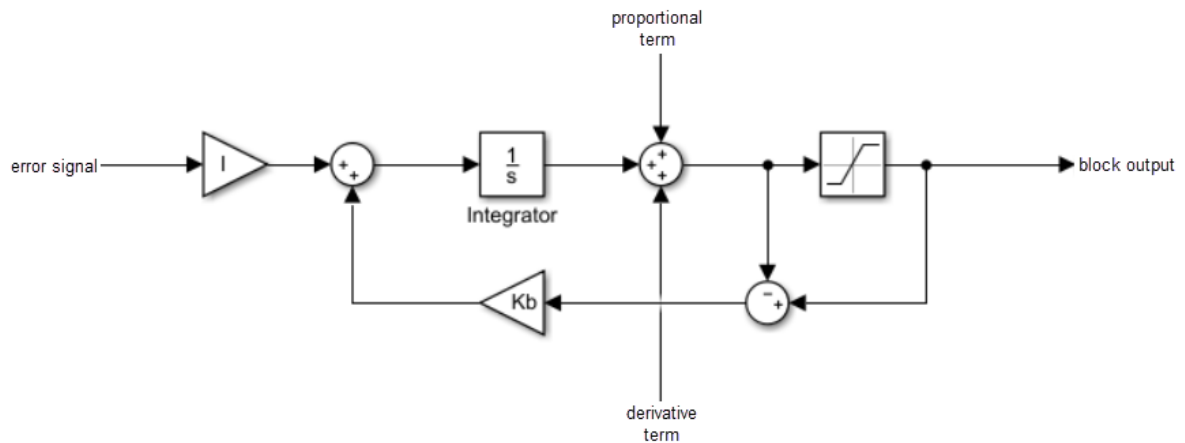 proportional
term
error signal
I
+
+
1
s
Integrator
+
+
+
block output
Kb
-
+
derivative
term